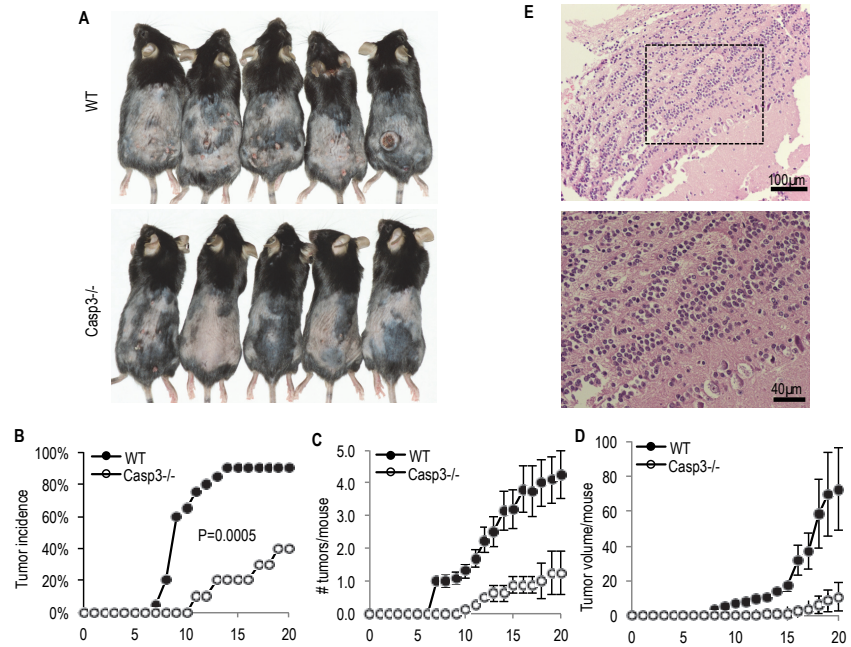 A
WT
Casp3-/-
E
100µm
40µm
B
WT
Casp3-/-
P=0.0005
Tumor incidence
100%
80%
60%
40%
20%
0%
0 5 10 15 20
C
WT
Casp3-/-
# tumors/mouse
5.0
4.0
3.0
2.0
1.0
0.0
0 5 10 15 20
D
WT
Casp3-/-
Tumor volume/mouse
100
80
60
40
20
0
0 5 10 15 20